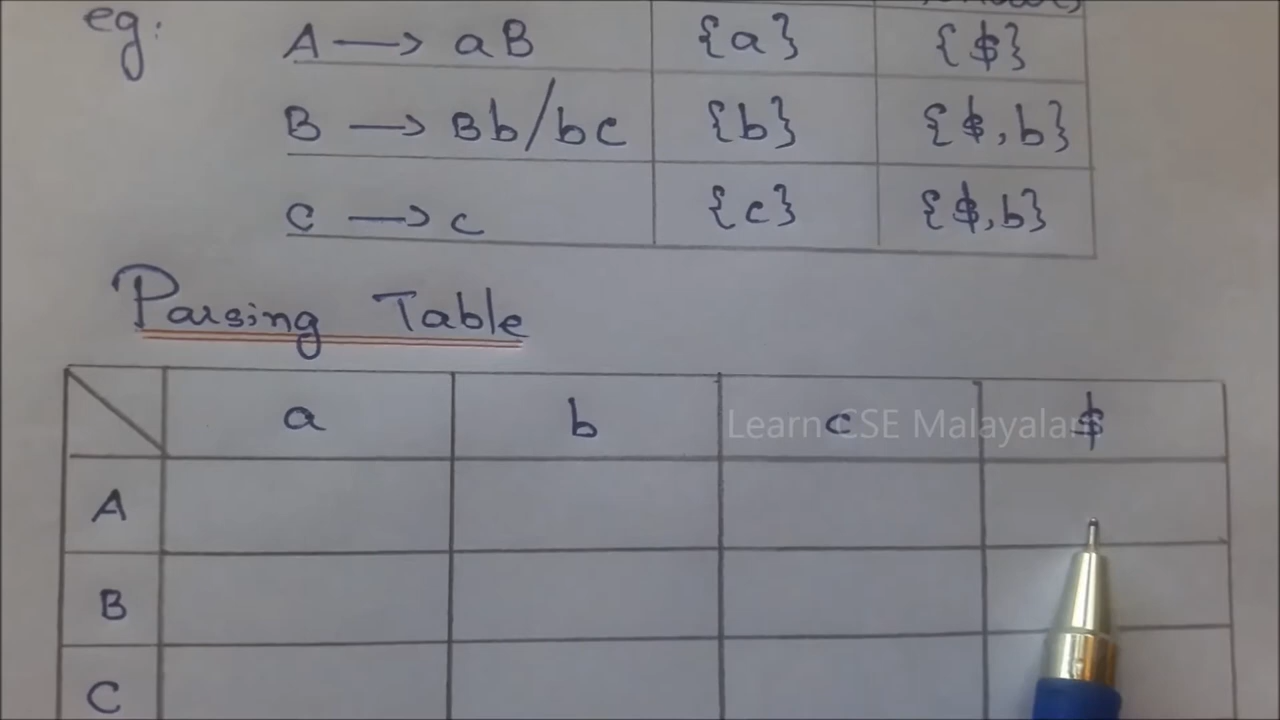 eg:
A → aB {a} {$}
B → Bb/bC {b} {$,b}
C → c {c} {$,b}
Parsing Table
a b c $
Learn CSE Malayalam
A
B
C